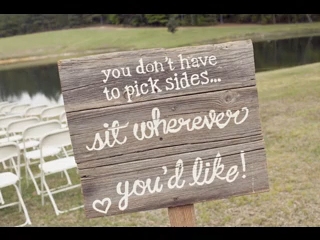 you don't have
to pick sides...
sit wherever
you'd like!